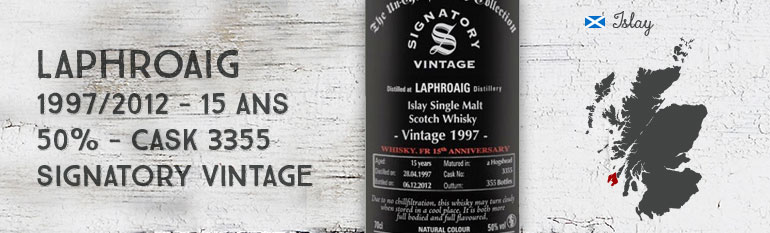 LAPHROAIG
1997/2012 - 15 ANS
50% - CASK 3355
SIGNATORY VINTAGE
Collection
SIGNATORY
S
VINTAGE
Distilled at LAPHROAIG Distillery
Islay Single Malt
Scotch Whisky
- Vintage 1997 -
WHISKY.FR 15th ANNIVERSARY
Aged: 15 years Matured in: a Hogshead
Distilled on: 28.04.1997 Cask No: 3355
Bottled on: 06.12.2012 Outturn: 355 Bottles
Due to no chillfiltration, this whisky may turn cloudy
when stored in a cool place. It is both more
full bodied and full flavoured.
70cl NATURAL COLOUR 50% vol
Islay